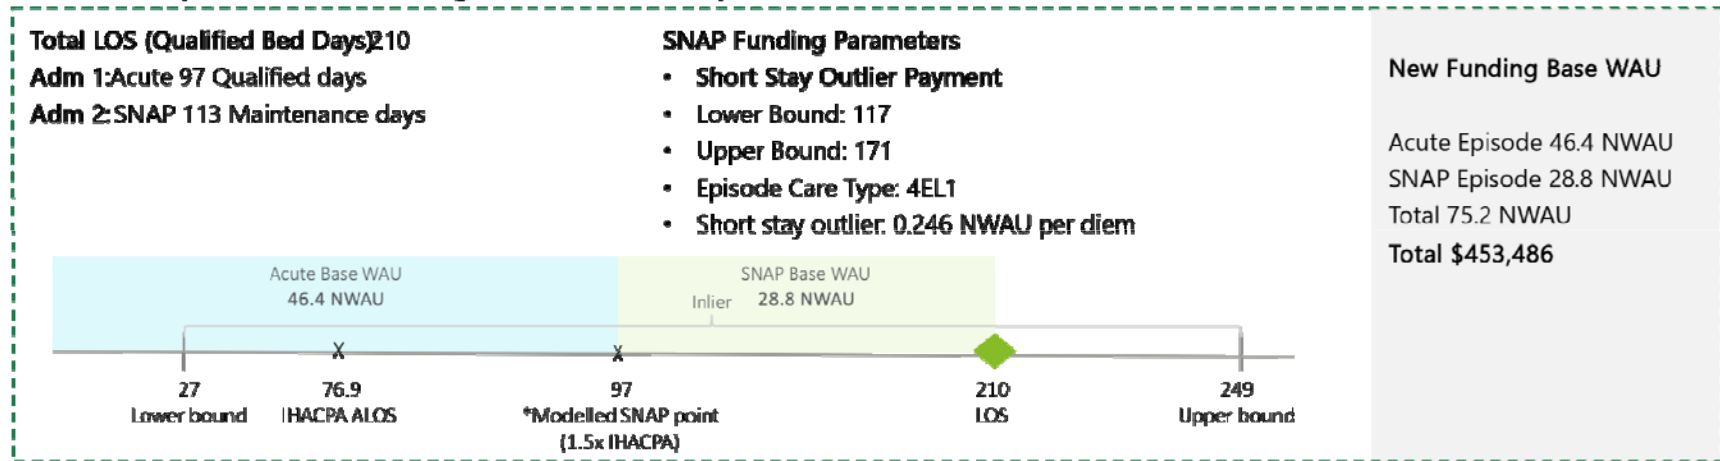 Total LOS (Qualified Bed Days)210
Adm 1:Acute 97 Qualified days
Adm 2:SNAP 113 Maintenance days
SNAP Funding Parameters
• Short Stay Outlier Payment
• Lower Bound: 117
• Upper Bound: 171
• Episode Care Type: 4EL1
• Short stay outlier: 0.246 NWAU per diem
New Funding Base WAU
Acute Episode 46.4 NWAU
SNAP Episode 28.8 NWAU
Total 75.2 NWAU
Total $453,486
Acute Base WAU
46.4 NWAU
SNAP Base WAU
28.8 NWAU
Inlier
X
X
27
Lower bound
76.9
IHACPA ALOS
97
*Modelled SNAP point
(1.5x IHACPA)
210
LOS
249
Upper bound